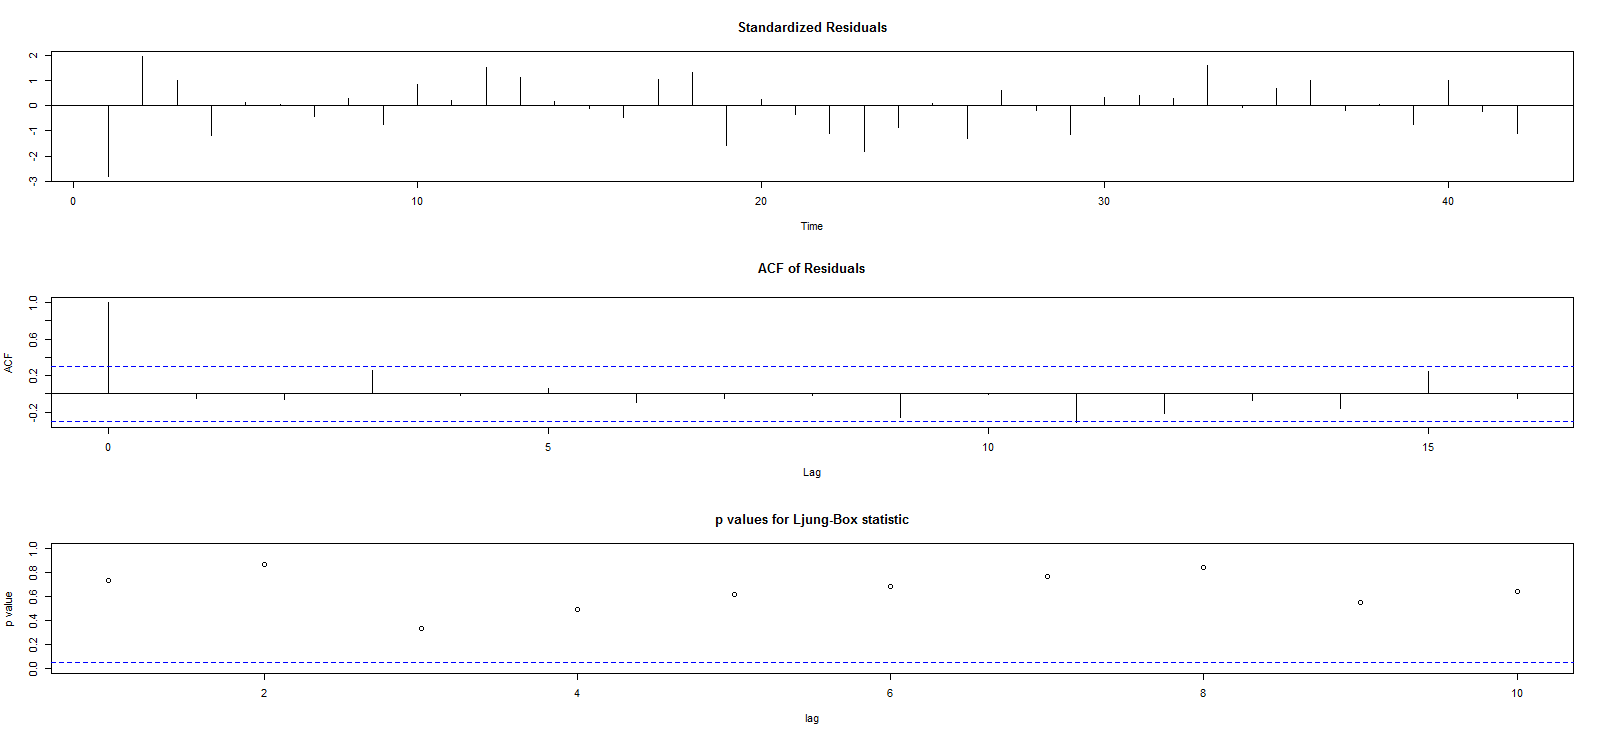 Standardized Residuals
2
1
0
-1
-2
-3
0 10 20 30 40
Time
ACF of Residuals
1.0
0.6
0.2
-0.2
ACF
0 5 10 15
Lag
p values for Ljung-Box statistic
1.0
0.8
0.6
0.4
0.2
0.0
p value
2 4 6 8 10
lag